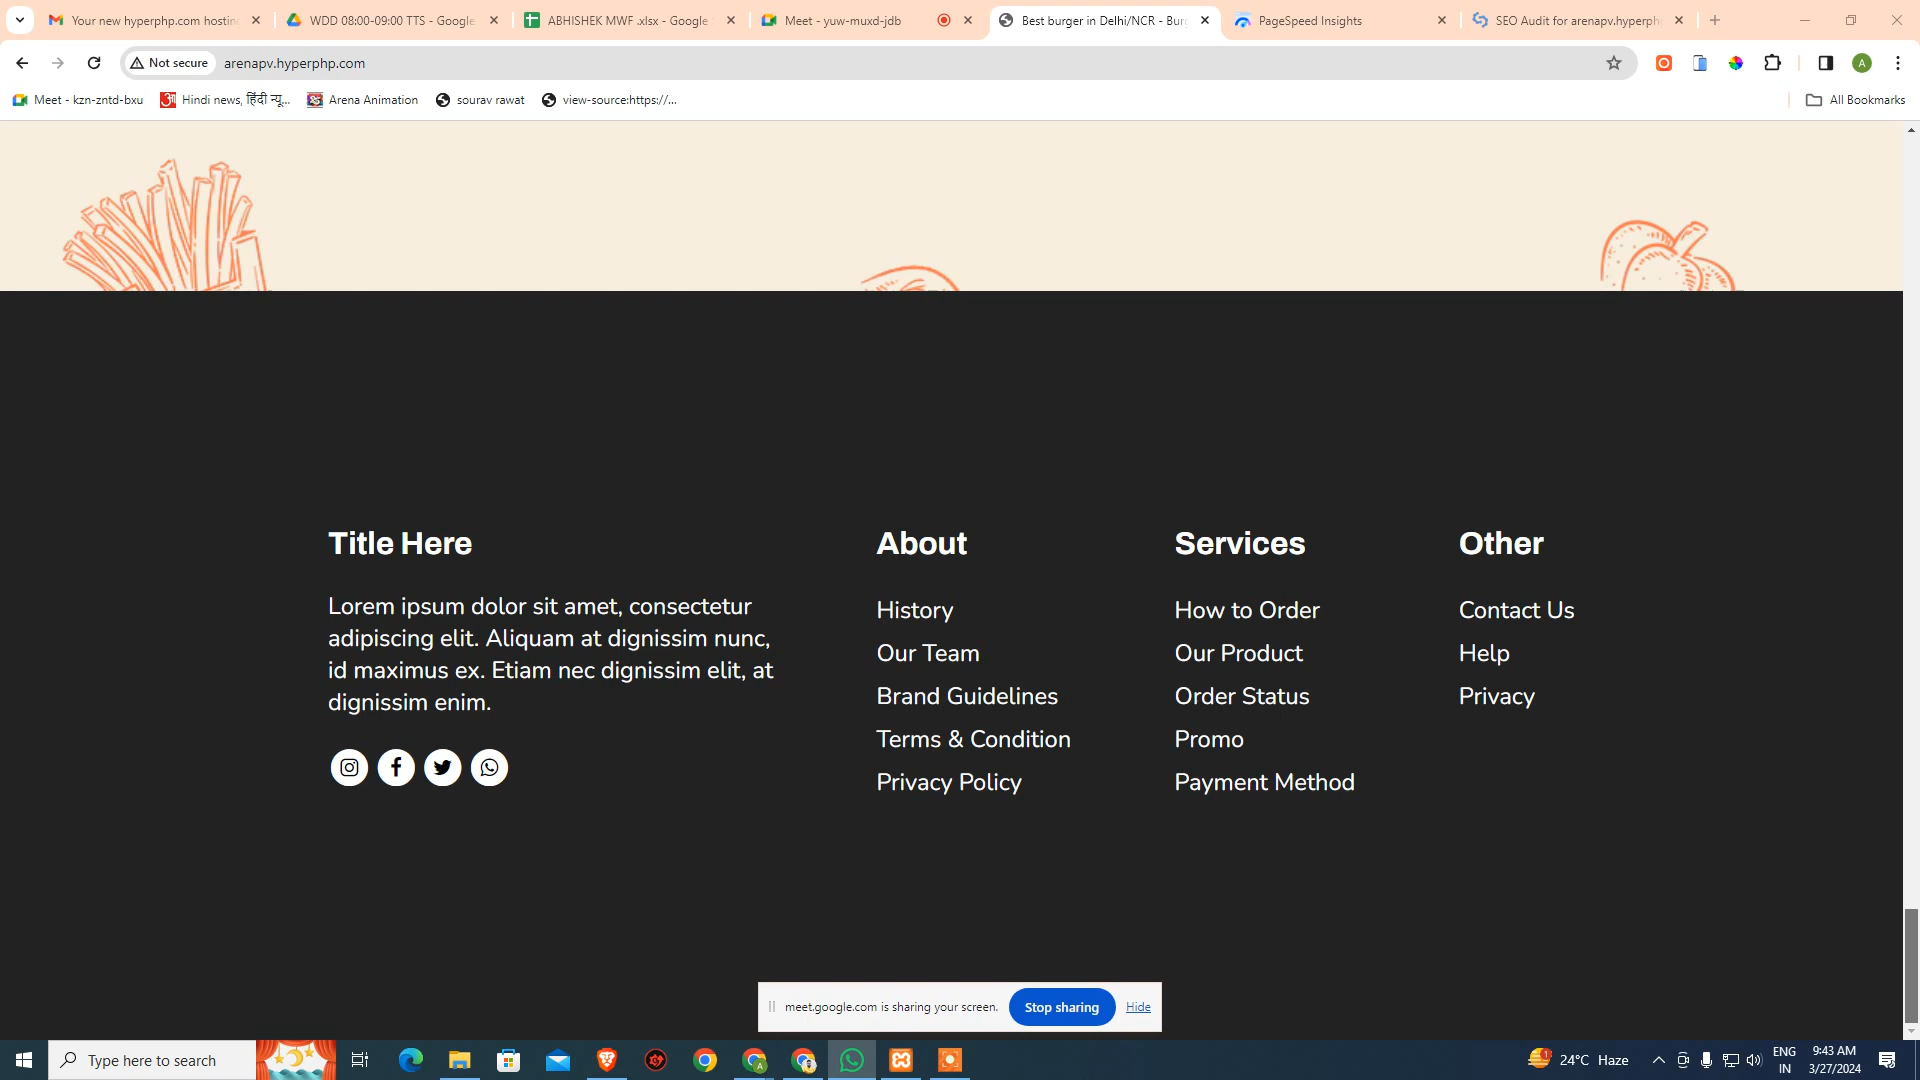 Your new hyperphp.com hosting
WDD 08:00-09:00 TTS - Google
ABHISHEK MWF .xlsx - Google
Meet - yuw-muxd-jdb
Best burger in Delhi/NCR - Bur
PageSpeed Insights
SEO Audit for arenapv.hyperph
Not secure
arenapv.hyperphp.com
A
Meet - kzn-zntd-bxu
Hindi news, हिंदी न्यू...
Arena Animation
sourav rawat
view-source:https://...
All Bookmarks
Title Here
Lorem ipsum dolor sit amet, consectetur
adipiscing elit. Aliquam at dignissim nunc,
id maximus ex. Etiam nec dignissim elit, at
dignissim enim.
About
History
Our Team
Brand Guidelines
Terms & Condition
Privacy Policy
Services
How to Order
Our Product
Order Status
Promo
Payment Method
Other
Contact Us
Help
Privacy
meet.google.com is sharing your screen.
Stop sharing
Hide
Type here to search
24°C Haze
ENG
IN
9:43 AM
3/27/2024